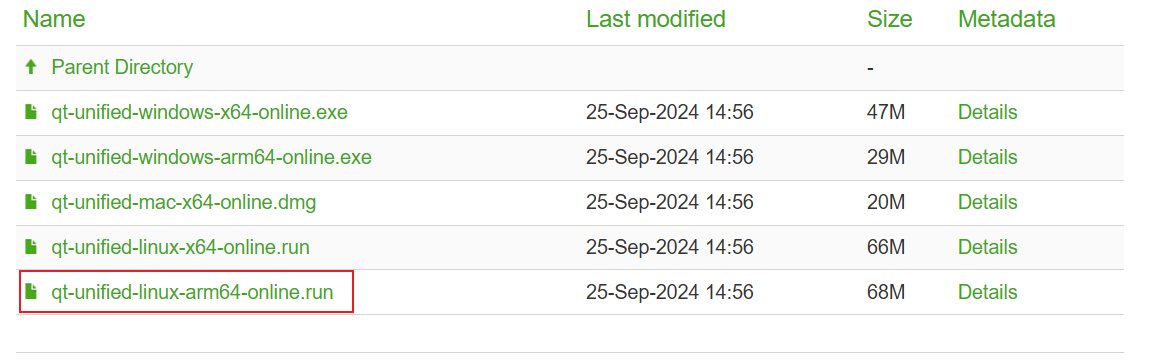 Name Last modified Size Metadata
Parent Directory -
qt-unified-windows-x64-online.exe 25-Sep-2024 14:56 47M Details
qt-unified-windows-arm64-online.exe 25-Sep-2024 14:56 29M Details
qt-unified-mac-x64-online.dmg 25-Sep-2024 14:56 20M Details
qt-unified-linux-x64-online.run 25-Sep-2024 14:56 66M Details
qt-unified-linux-arm64-online.run 25-Sep-2024 14:56 68M Details